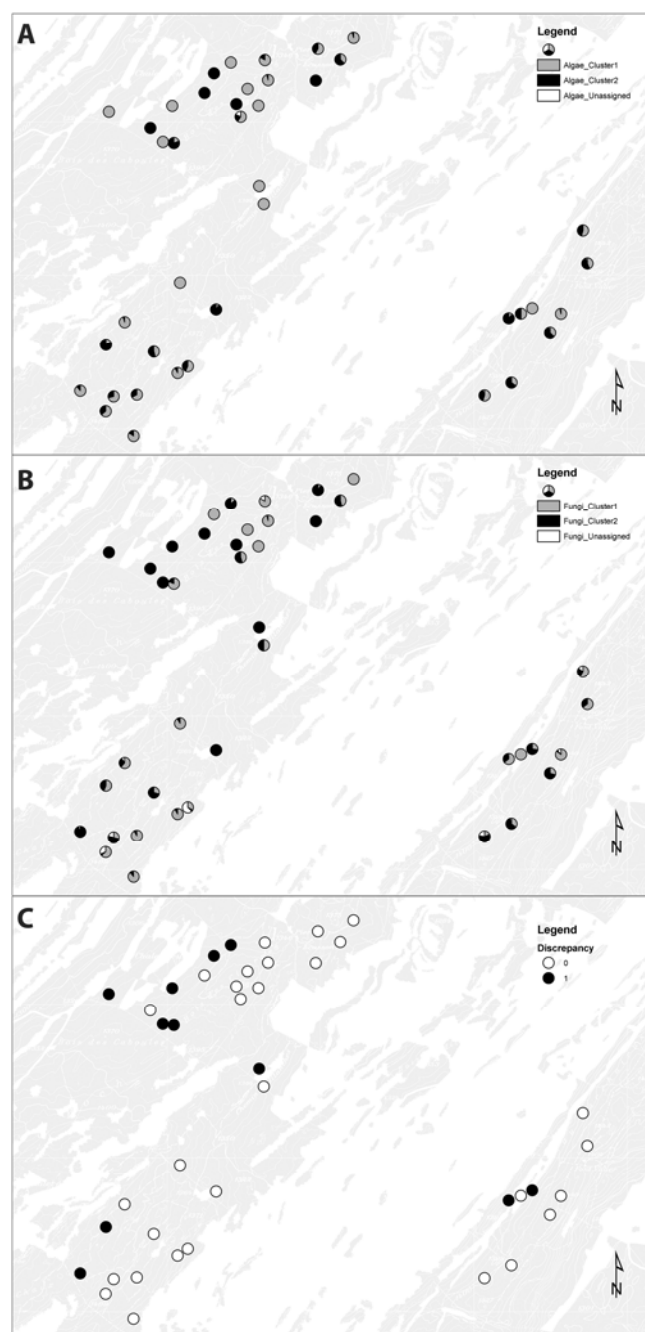 A
Legend
Algae_Cluster1
Algae_Cluster2
Algae_Unassigned
N
B
Legend
Fungi_Cluster1
Fungi_Cluster2
Fungi_Unassigned
N
C
Legend
Discrepancy
0
1
N